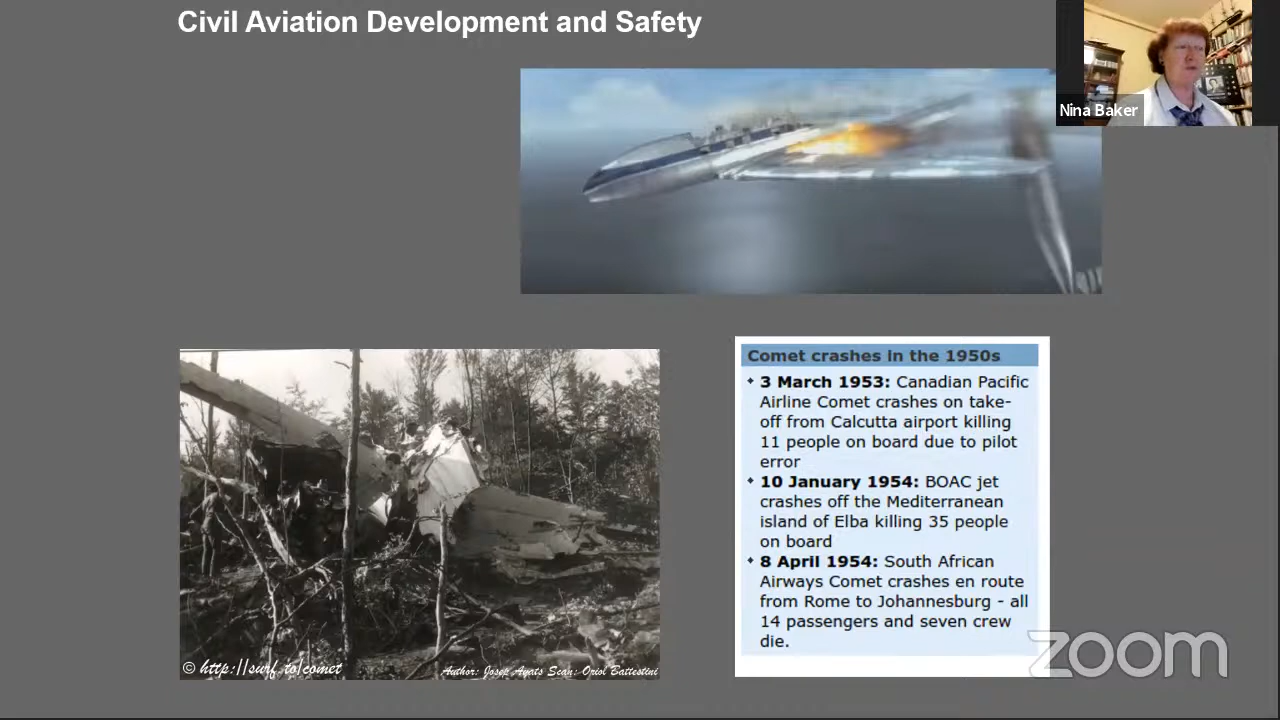 Civil Aviation Development and Safety
Nina Baker
Comet crashes in the 1950s
3 March 1953: Canadian Pacific
Airline Comet crashes on take-
off from Calcutta airport killing
11 people on board due to pilot
error
10 January 1954: BOAC jet
crashes off the Mediterranean
island of Elba killing 35 people
on board
8 April 1954: South African
Airways Comet crashes en route
from Rome to Johannesburg - all
14 passengers and seven crew
die.
© http://surf.to/comet
Author: Josep Ayats Scan: Oriol Battestini
zoom